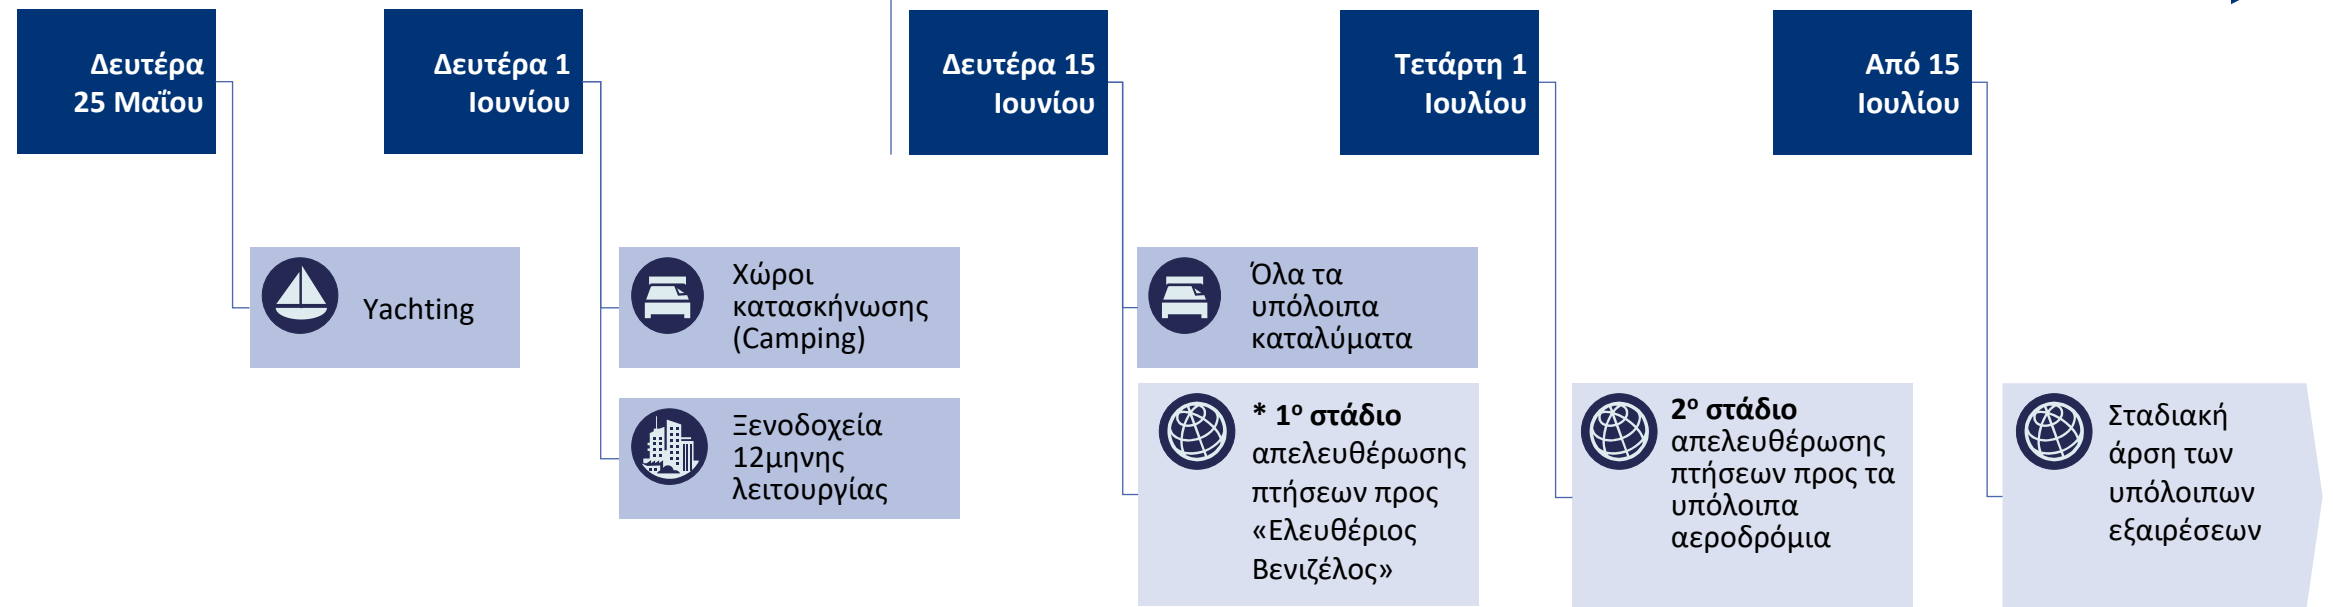 Δευτέρα
25 Μαΐου
Δευτέρα 1
Ιουνίου
Δευτέρα 15
Ιουνίου
Τετάρτη 1
Ιουλίου
Από 15
Ιουλίου
Yachting
Χώροι
κατασκήνωσης
(Camping)
Ξενοδοχεία
12μηνης
λειτουργίας
Όλα τα
υπόλοιπα
καταλύματα
* 1ο στάδιο
απελευθέρωσης
πτήσεων προς
«Ελευθέριος
Βενιζέλος»
2ο στάδιο
απελευθέρωσης
πτήσεων προς τα
υπόλοιπα
αεροδρόμια
Σταδιακή
άρση των
υπόλοιπων
εξαιρέσεων